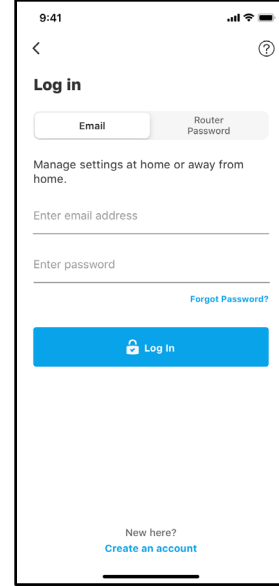 9:41
Log in
Email
Router
Password
Manage settings at home or away from
home.
Enter email address
Enter password
Forgot Password?
Log In
New here?
Create an account